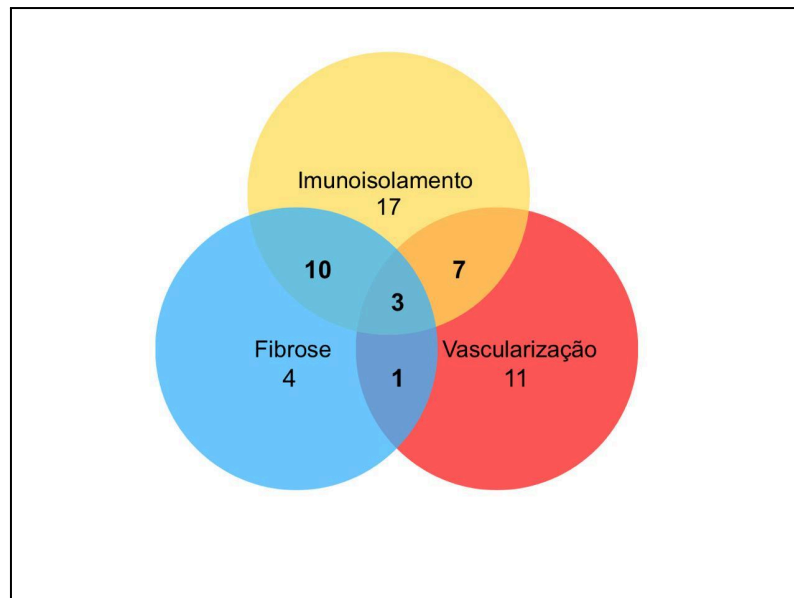 Imunoisolamento
17
10
7
3
Fibrose
4
Vascularização
11
1